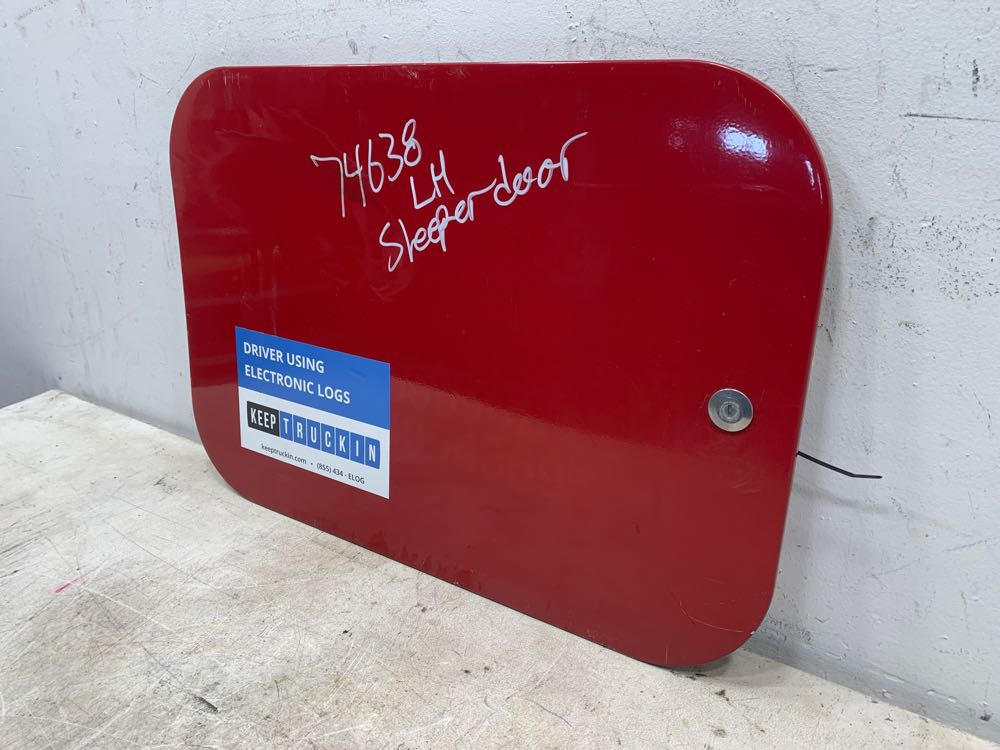 74638
LH
Sleeper door
DRIVER USING
ELECTRONIC LOGS
KEEP TRUCKIN
keeptruckin.com • (855) 434 - ELOG